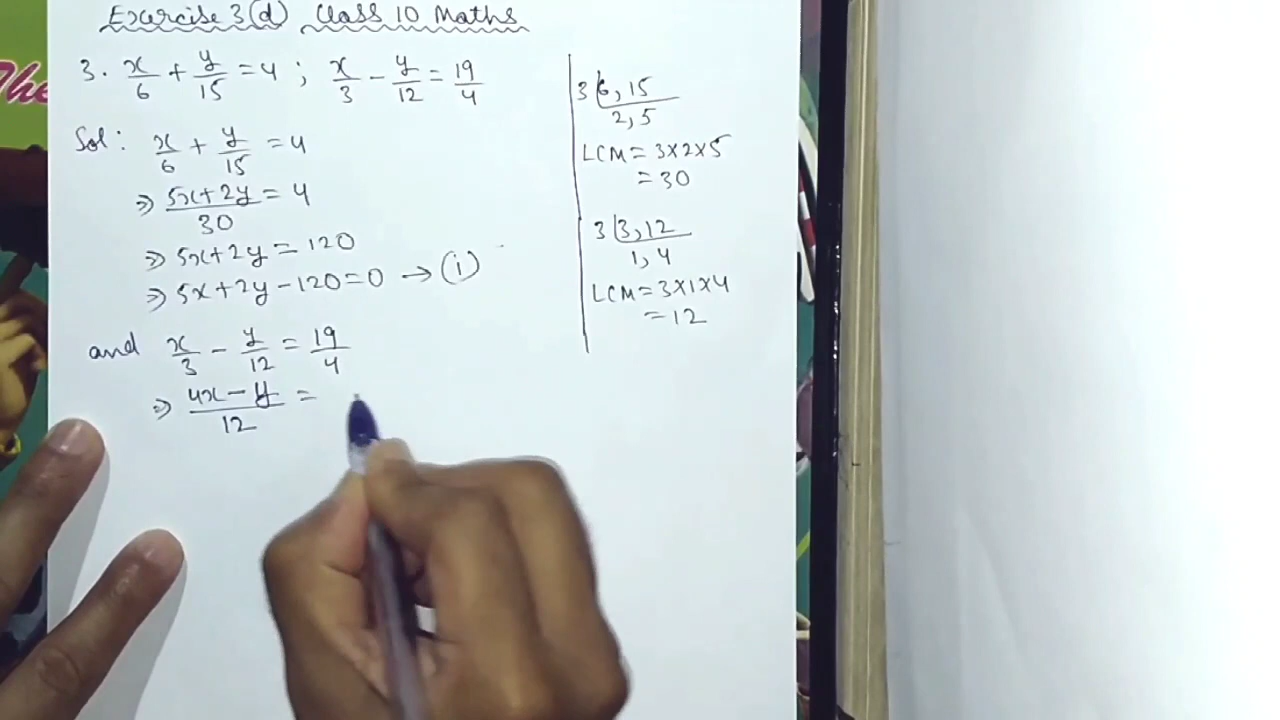 The
Exercise 3(d) Class 10 Maths
3. x/6 + y/15 = 4 ; x/3 - y/12 = 19/4
Sol: x/6 + y/15 = 4
⇒ (5x+2y)/30 = 4
⇒ 5x+2y = 120
⇒ 5x+2y-120=0 → (i)
and x/3 - y/12 = 19/4
⇒ (4x-y)/12 =
3 | 6, 15
2, 5
LCM = 3×2×5
= 30
3 | 3, 12
1, 4
LCM = 3×1×4
= 12